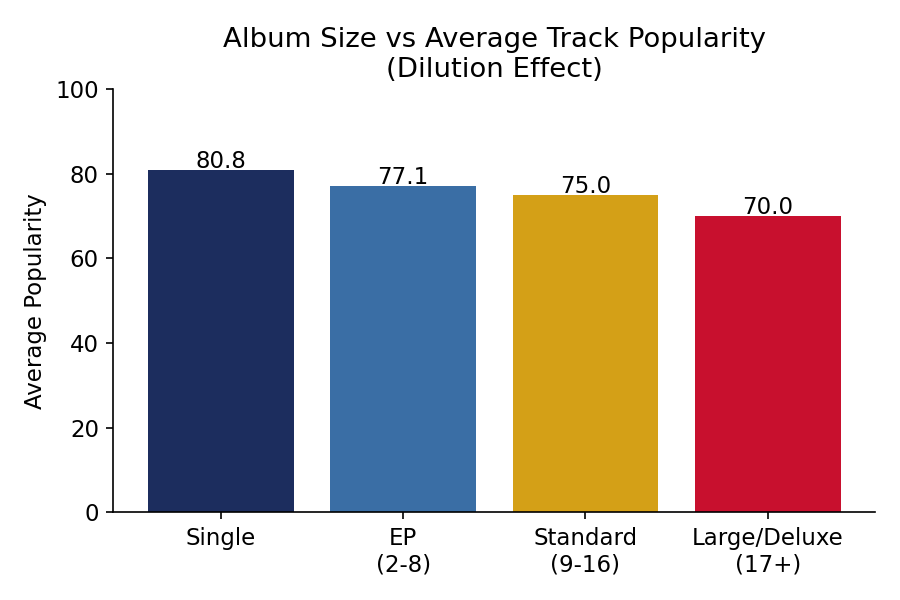 Album Size vs Average Track Popularity
(Dilution Effect)
Average Popularity
100
80
60
40
20
0
80.8
77.1
75.0
70.0
Single
EP
(2-8)
Standard
(9-16)
Large/Deluxe
(17+)